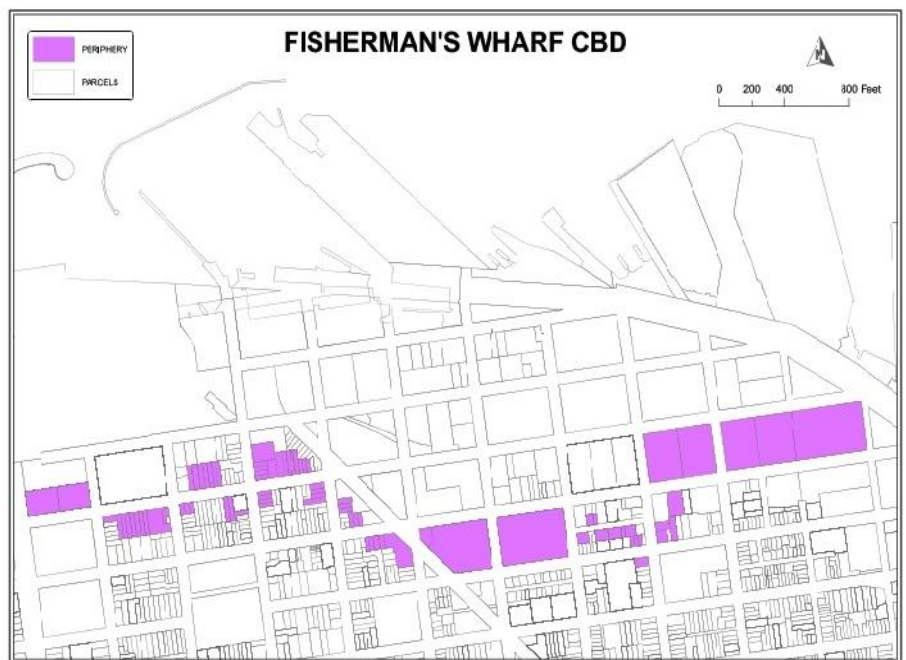 FISHERMAN'S WHARF CBD
PERIPHERY
PARCELS
N
0 200 400 800 Feet